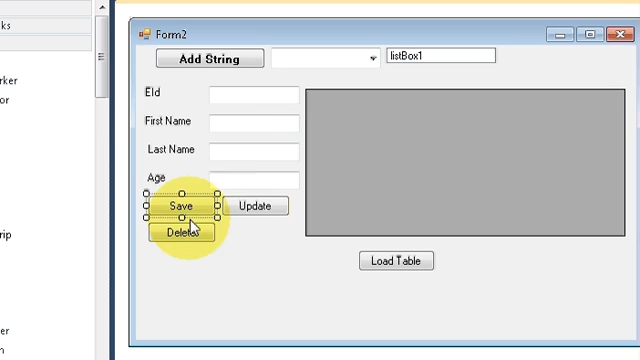 ks
rker
or
rip
er
n
Form2
Add String
listBox1
EId
First Name
Last Name
Age
Save Update
Delete
Load Table